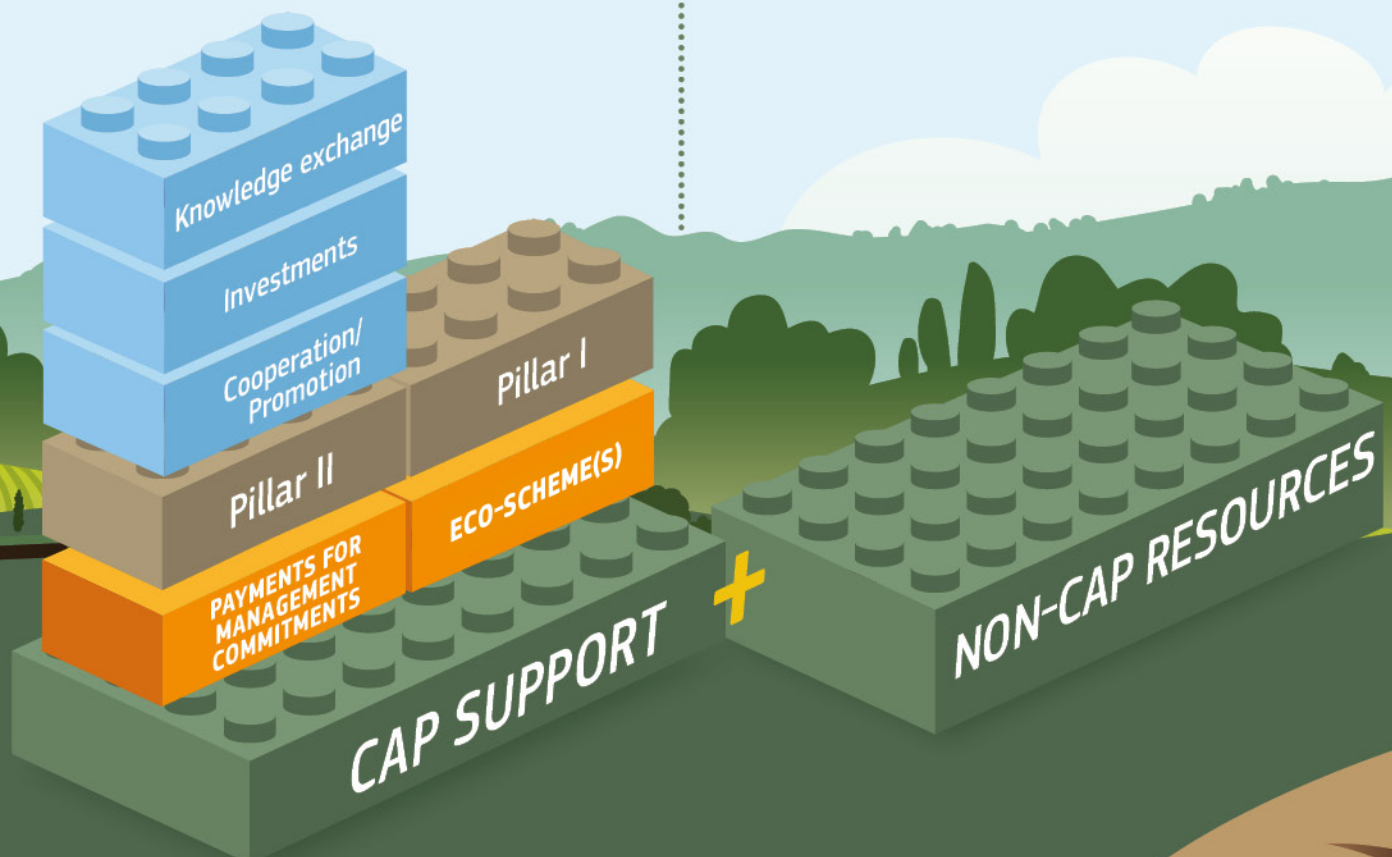 Knowledge exchange
Investments
Cooperation/
Promotion
Pillar I
Pillar II
ECO-SCHEME(S)
PAYMENTS FOR
MANAGEMENT
COMMITMENTS
CAP SUPPORT
+
NON-CAP RESOURCES